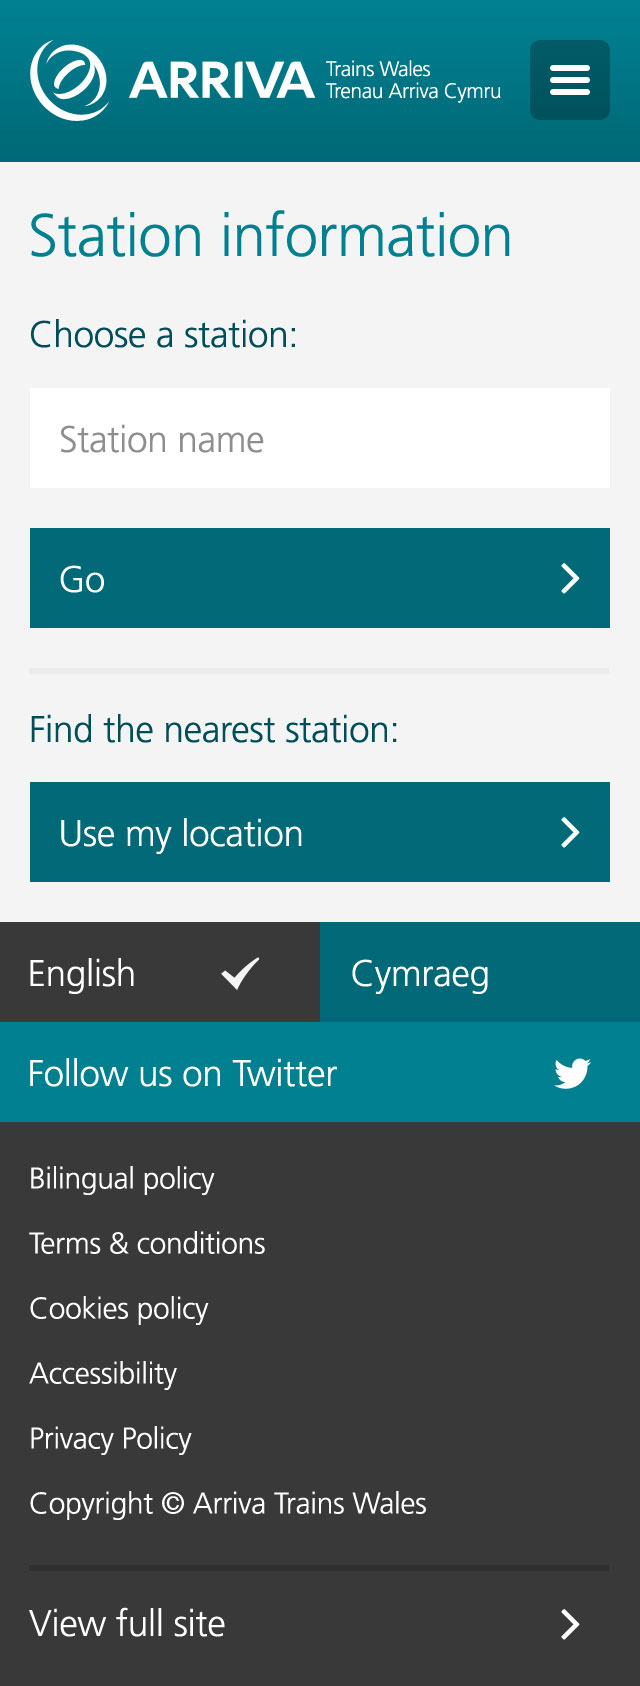 ARRIVA
Trains Wales
Trenau Arriva Cymru
Station information
Choose a station:
Station name
Go
Find the nearest station:
Use my location
English
Cymraeg
Follow us on Twitter
Bilingual policy
Terms & conditions
Cookies policy
Accessibility
Privacy Policy
Copyright © Arriva Trains Wales
View full site